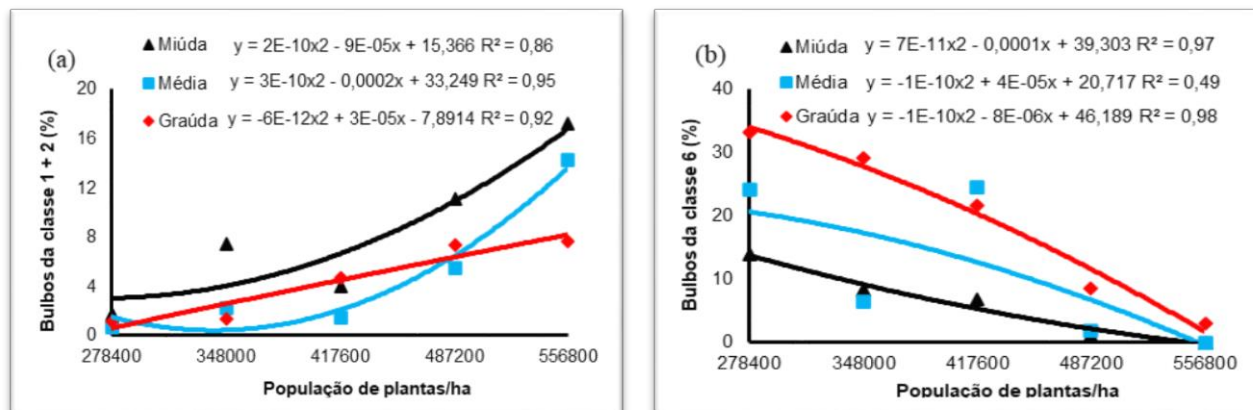 (a)
Miúda y = 2E-10x2 - 9E-05x + 15,366 R² = 0,86
Média y = 3E-10x2 - 0,0002x + 33,249 R² = 0,95
Graúda y = -6E-12x2 + 3E-05x - 7,8914 R² = 0,92
Bulbos da classe 1 + 2 (%)
20
16
12
8
4
0
278400 348000 417600 487200 556800
População de plantas/ha
(b)
Miúda y = 7E-11x2 - 0,0001x + 39,303 R² = 0,97
Média y = -1E-10x2 + 4E-05x + 20,717 R² = 0,49
Graúda y = -1E-10x2 - 8E-06x + 46,189 R² = 0,98
Bulbos da classe 6 (%)
40
30
20
10
0
278400 348000 417600 487200 556800
População de plantas/ha